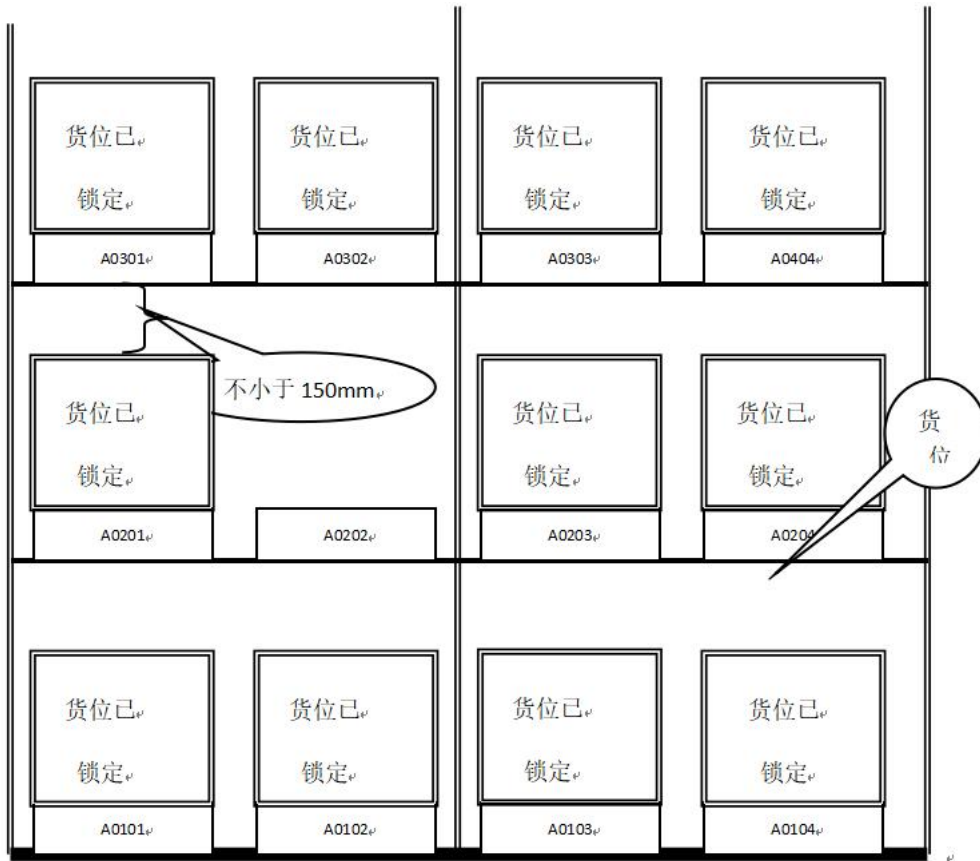 货位已
锁定
货位已
锁定
货位已
锁定
货位已
锁定
A0301
A0302
A0303
A0404
不小于 150mm
货位已
锁定
货位已
锁定
货位已
锁定
货
位
A0201
A0202
A0203
A0204
货位已
锁定
货位已
锁定
货位已
锁定
货位已
锁定
A0101
A0102
A0103
A0104